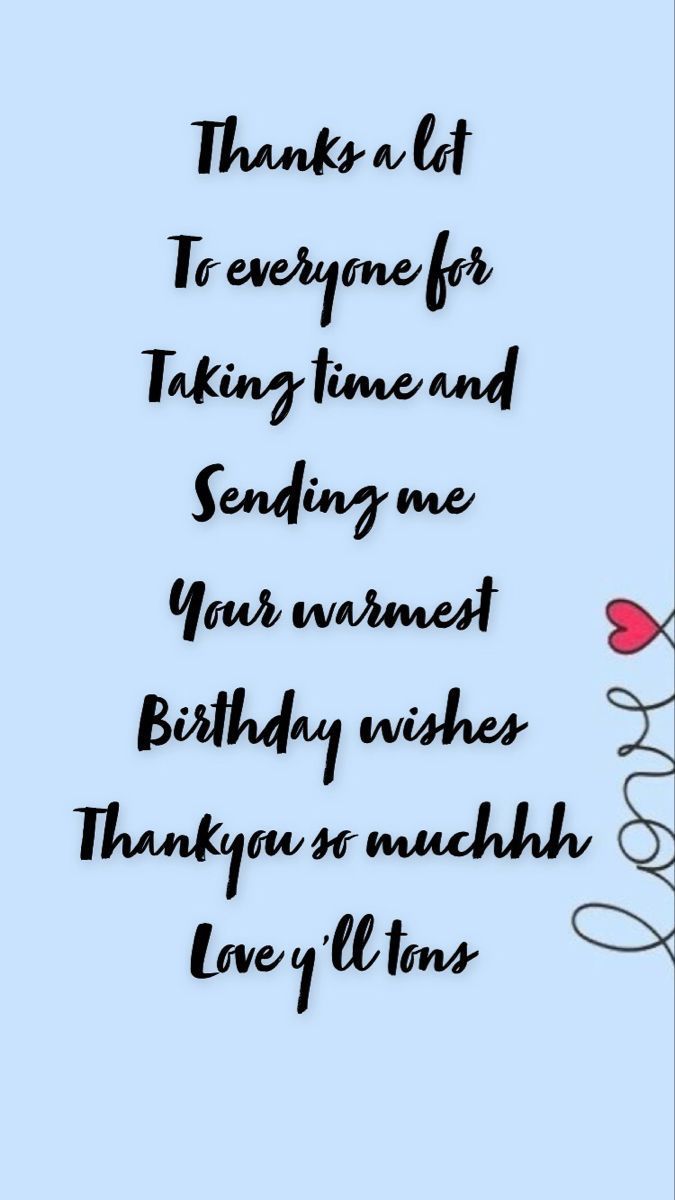 Thanks a lot
To everyone for
Taking time and
Sending me
Your warmest
Birthday wishes
Thankyou so muchhh
Love y'll tons
love